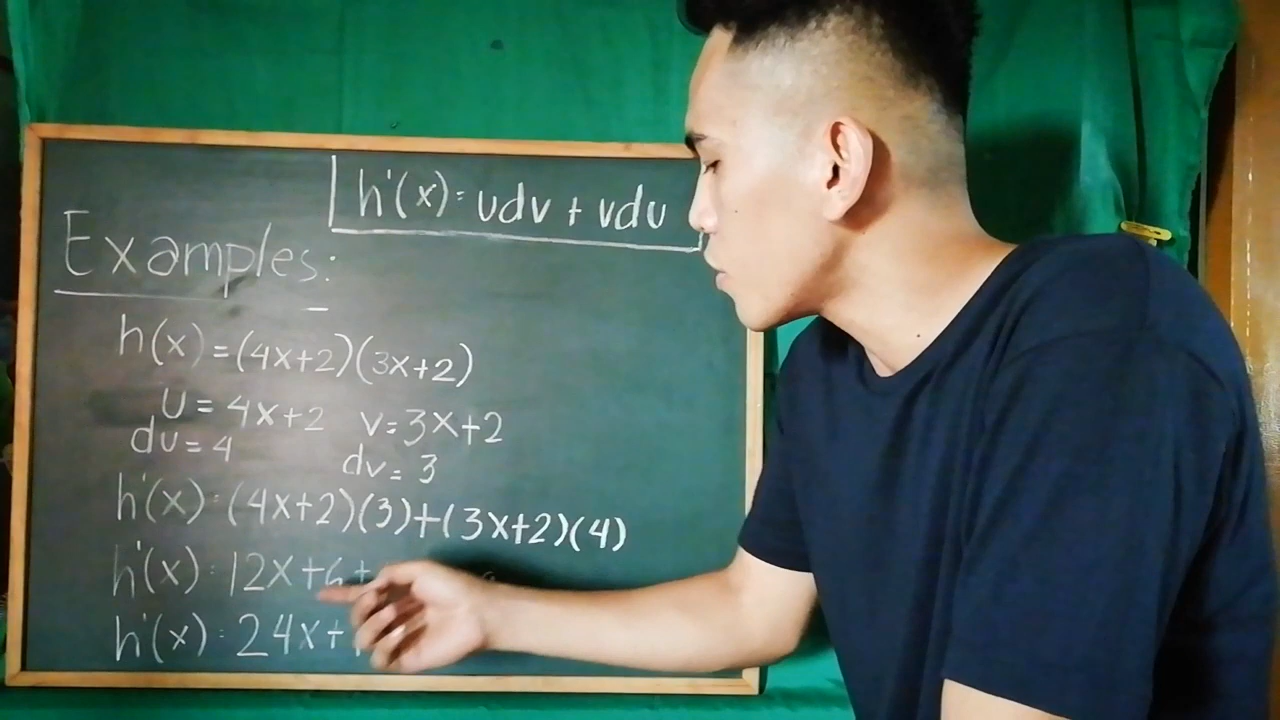 h'(x): udv + vdu
Examples:
h(x) = (4x+2)(3x+2)
u = 4x+2 v = 3x+2
du = 4 dv = 3
h'(x): (4x+2)(3)+(3x+2)(4)
h'(x): 12x+6+
h'(x): 24x+